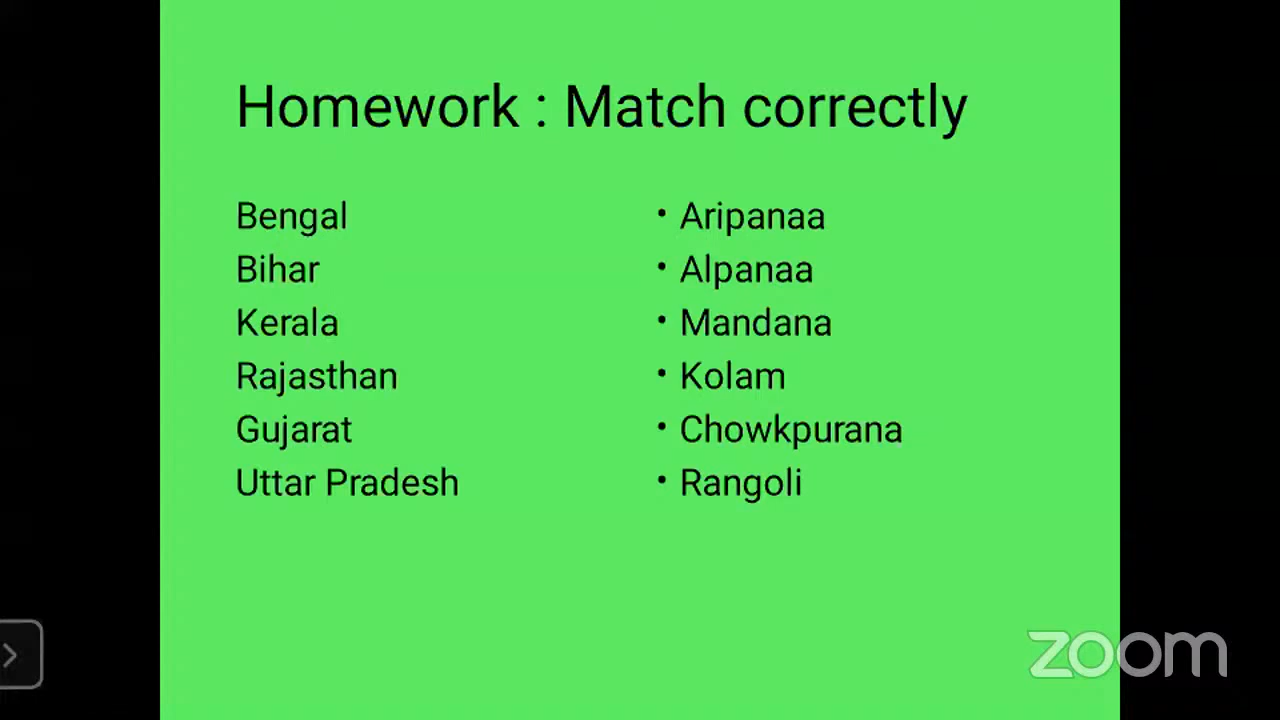 Homework : Match correctly
Bengal
Bihar
Kerala
Rajasthan
Gujarat
Uttar Pradesh
• Aripanaa
• Alpanaa
• Mandana
• Kolam
• Chowkpurana
• Rangoli
zoom